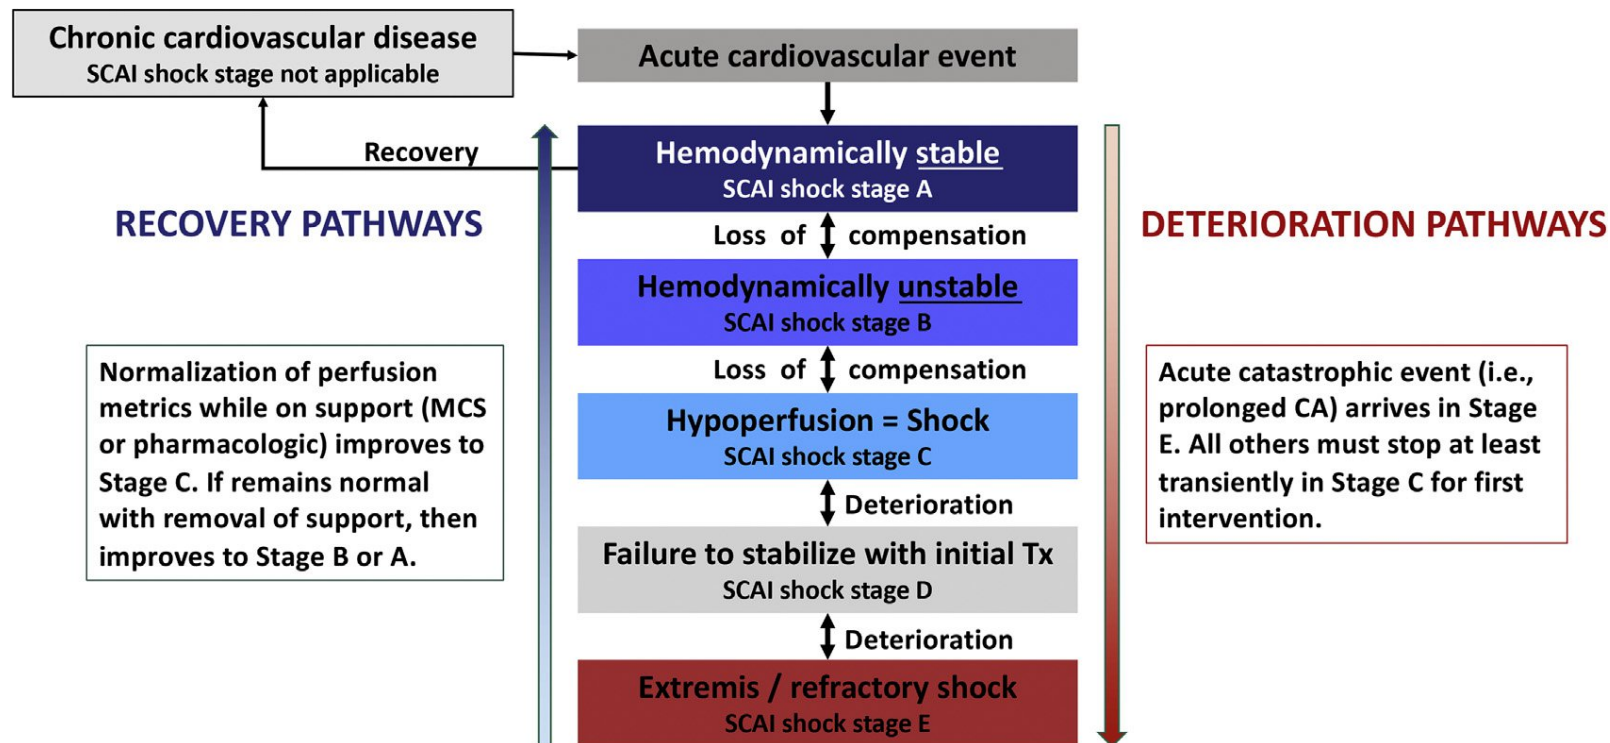 Chronic cardiovascular disease
SCAI shock stage not applicable
Acute cardiovascular event
Recovery
Hemodynamically stable
SCAI shock stage A
RECOVERY PATHWAYS
DETERIORATION PATHWAYS
Loss of compensation
Hemodynamically unstable
SCAI shock stage B
Loss of compensation
Normalization of perfusion
metrics while on support (MCS
or pharmacologic) improves to
Stage C. If remains normal
with removal of support, then
improves to Stage B or A.
Hypoperfusion = Shock
SCAI shock stage C
Acute catastrophic event (i.e.,
prolonged CA) arrives in Stage
E. All others must stop at least
transiently in Stage C for first
intervention.
Deterioration
Failure to stabilize with initial Tx
SCAI shock stage D
Deterioration
Extremis / refractory shock
SCAI shock stage E